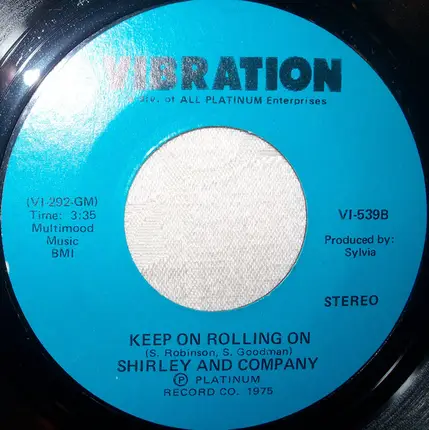 VIBRATION
Div. of ALL PLATINUM Enterprises
(VI-292-GM)
Time: 3:35
Multimood
Music
BMI
VI-539B
Produced by:
Sylvia
STEREO
KEEP ON ROLLING ON
(S. Robinson, S. Goodman)
SHIRLEY AND COMPANY
Ⓟ PLATINUM
RECORD CO. 1975